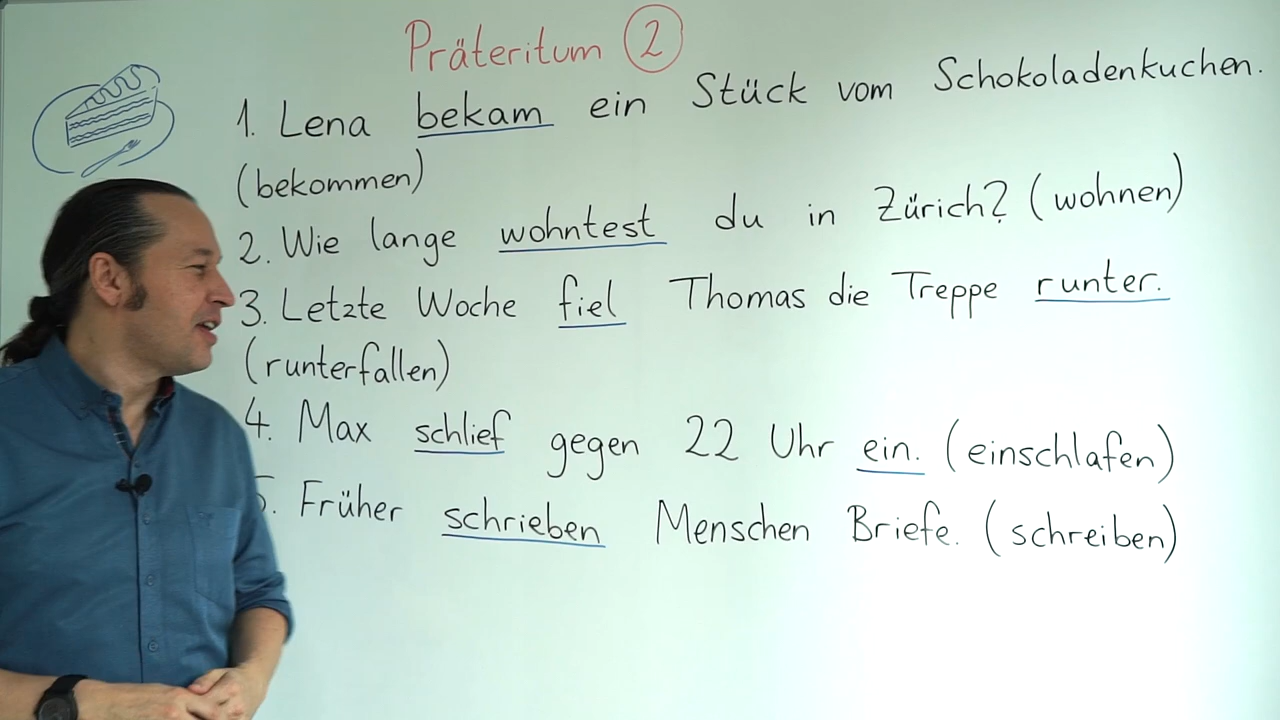 Präteritum 2
1. Lena bekam ein Stück vom Schokoladenkuchen.
(bekommen)
2. Wie lange wohntest du in Zürich? (wohnen)
3. Letzte Woche fiel Thomas die Treppe runter.
(runterfallen)
4. Max schlief gegen 22 Uhr ein. (einschlafen)
5. Früher schrieben Menschen Briefe. (schreiben)